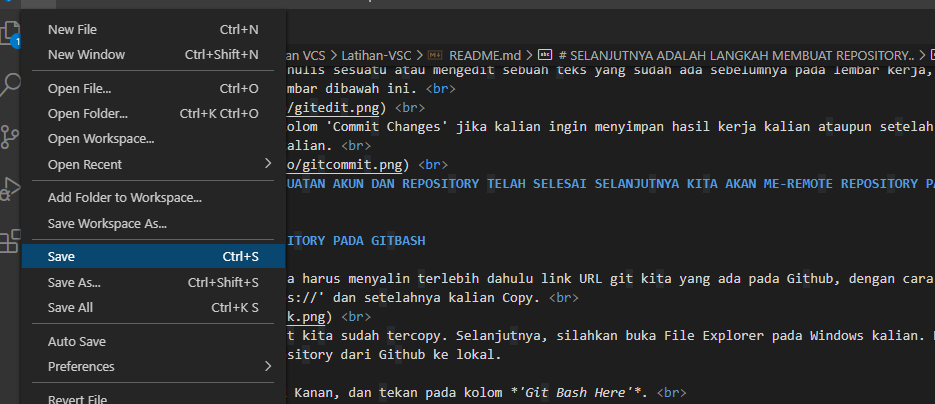 New File Ctrl+N
New Window Ctrl+Shift+N
Open File... Ctrl+O
Open Folder... Ctrl+K Ctrl+O
Open Workspace...
Open Recent >
Add Folder to Workspace...
Save Workspace As...
Save Ctrl+S
Save As... Ctrl+Shift+S
Save All Ctrl+K S
Auto Save
Preferences >
Revert File
1
an VCS > Latihan-VSC > README.md > abc # SELANJUTNYA ADALAH LANGKAH MEMBUAT REPOSITORY.. >
nulis sesuatu atau mengedit sebuah teks yang sudah ada sebelumnya pada lembar kerja,
mbar dibawah ini. <br>
/gitedit.png) <br>
olom 'Commit Changes' jika kalian ingin menyimpan hasil kerja kalian ataupun setelah
alian. <br>
o/gitcommit.png) <br>
UATAN AKUN DAN REPOSITORY TELAH SELESAI SELANJUTNYA KITA AKAN ME-REMOTE REPOSITORY PA
ITORY PADA GITBASH
a harus menyalin terlebih dahulu link URL git kita yang ada pada Github, dengan cara
s://' dan setelahnya kalian Copy. <br>
k.png) <br>
t kita sudah tercopy. Selanjutnya, silahkan buka File Explorer pada Windows kalian.
sitory dari Github ke lokal.
Kanan, dan tekan pada kolom *'Git Bash Here'*. <br>